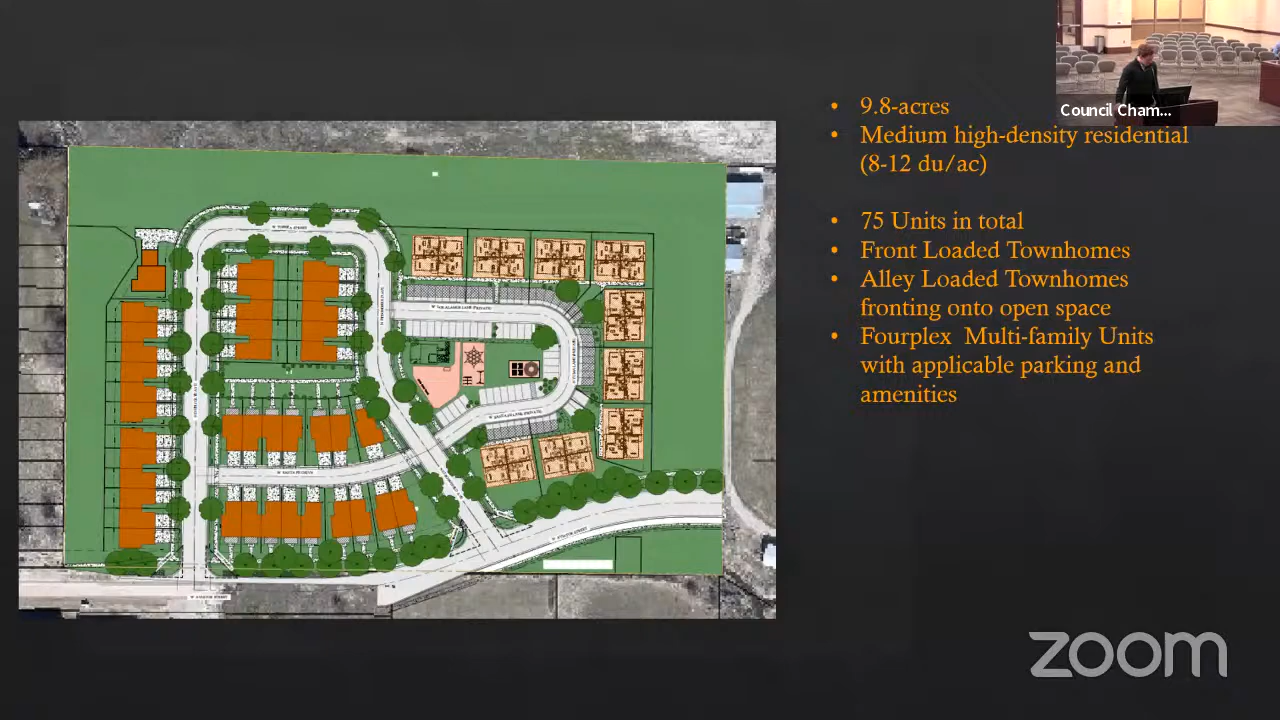 Council Cham...
• 9.8-acres
• Medium high-density residential
(8-12 du/ac)
• 75 Units in total
• Front Loaded Townhomes
• Alley Loaded Townhomes
fronting onto open space
• Fourplex  Multi-family Units
with applicable parking and
amenities
zoom